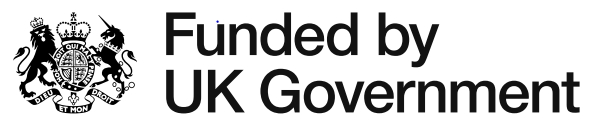 Funded by
UK Government
DIEU ET MON DROIT